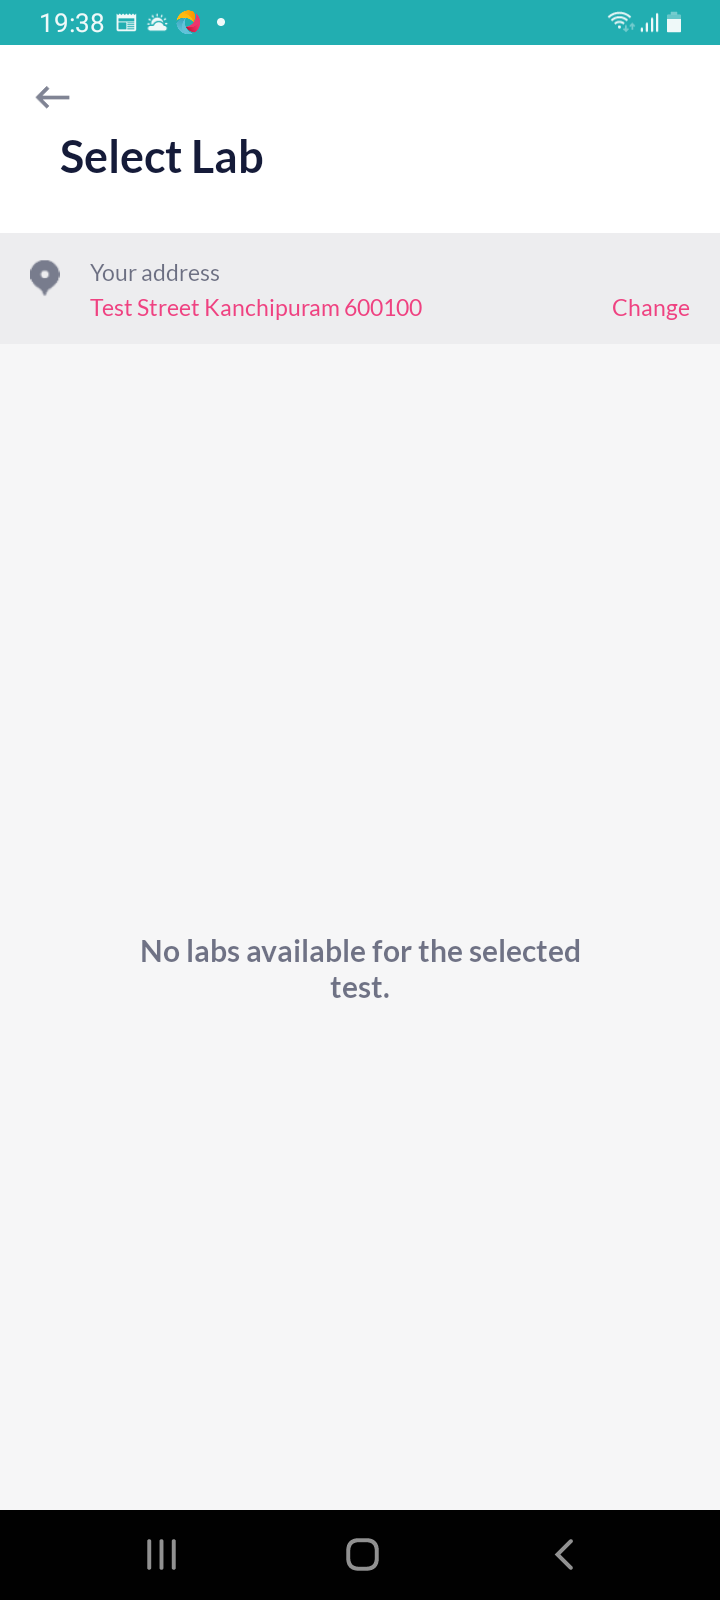 19:38
Select Lab
Your address
Test Street Kanchipuram 600100
Change
No labs available for the selected
test.